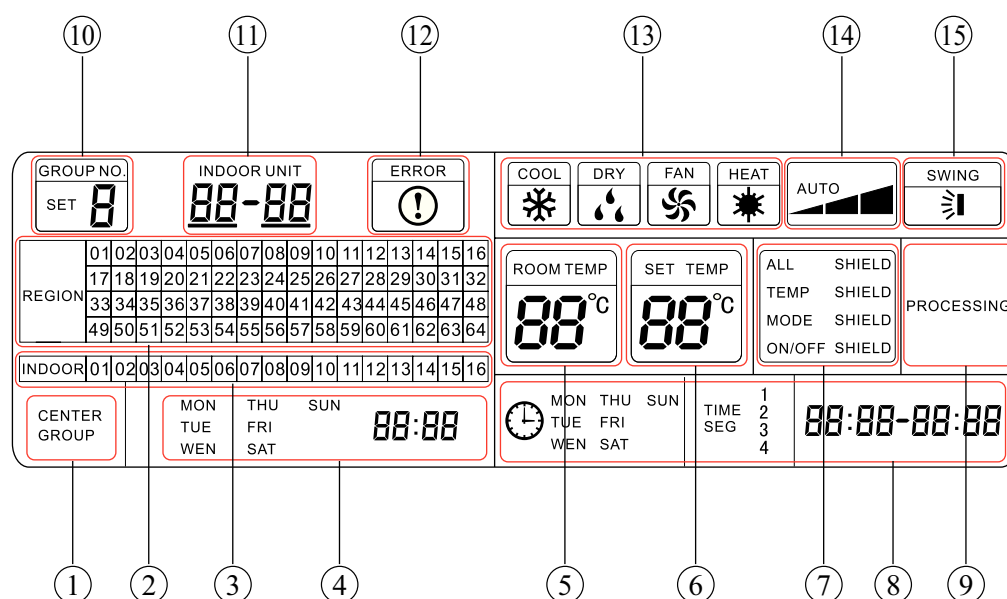 10 11 12 13 14 15
GROUP NO. INDOOR UNIT ERROR COOL DRY FAN HEAT AUTO SWING
SET 8 88-88 !
01 02 03 04 05 06 07 08 09 10 11 12 13 14 15 16
17 18 19 20 21 22 23 24 25 26 27 28 29 30 31 32
REGION
33 34 35 36 37 38 39 40 41 42 43 44 45 46 47 48
49 50 51 52 53 54 55 56 57 58 59 60 61 62 63 64
INDOOR 01 02 03 04 05 06 07 08 09 10 11 12 13 14 15 16
ROOM TEMP SET TEMP
88°C 88°C
ALL SHIELD
TEMP SHIELD
MODE SHIELD
ON/OFF SHIELD
PROCESSING
CENTER
GROUP
MON THU SUN
TUE FRI
WEN SAT
88:88
MON THU SUN
TUE FRI
WEN SAT
TIME
SEG
1
2
3
4
88:88-88:88
1 2 3 4 5 6 7 8 9